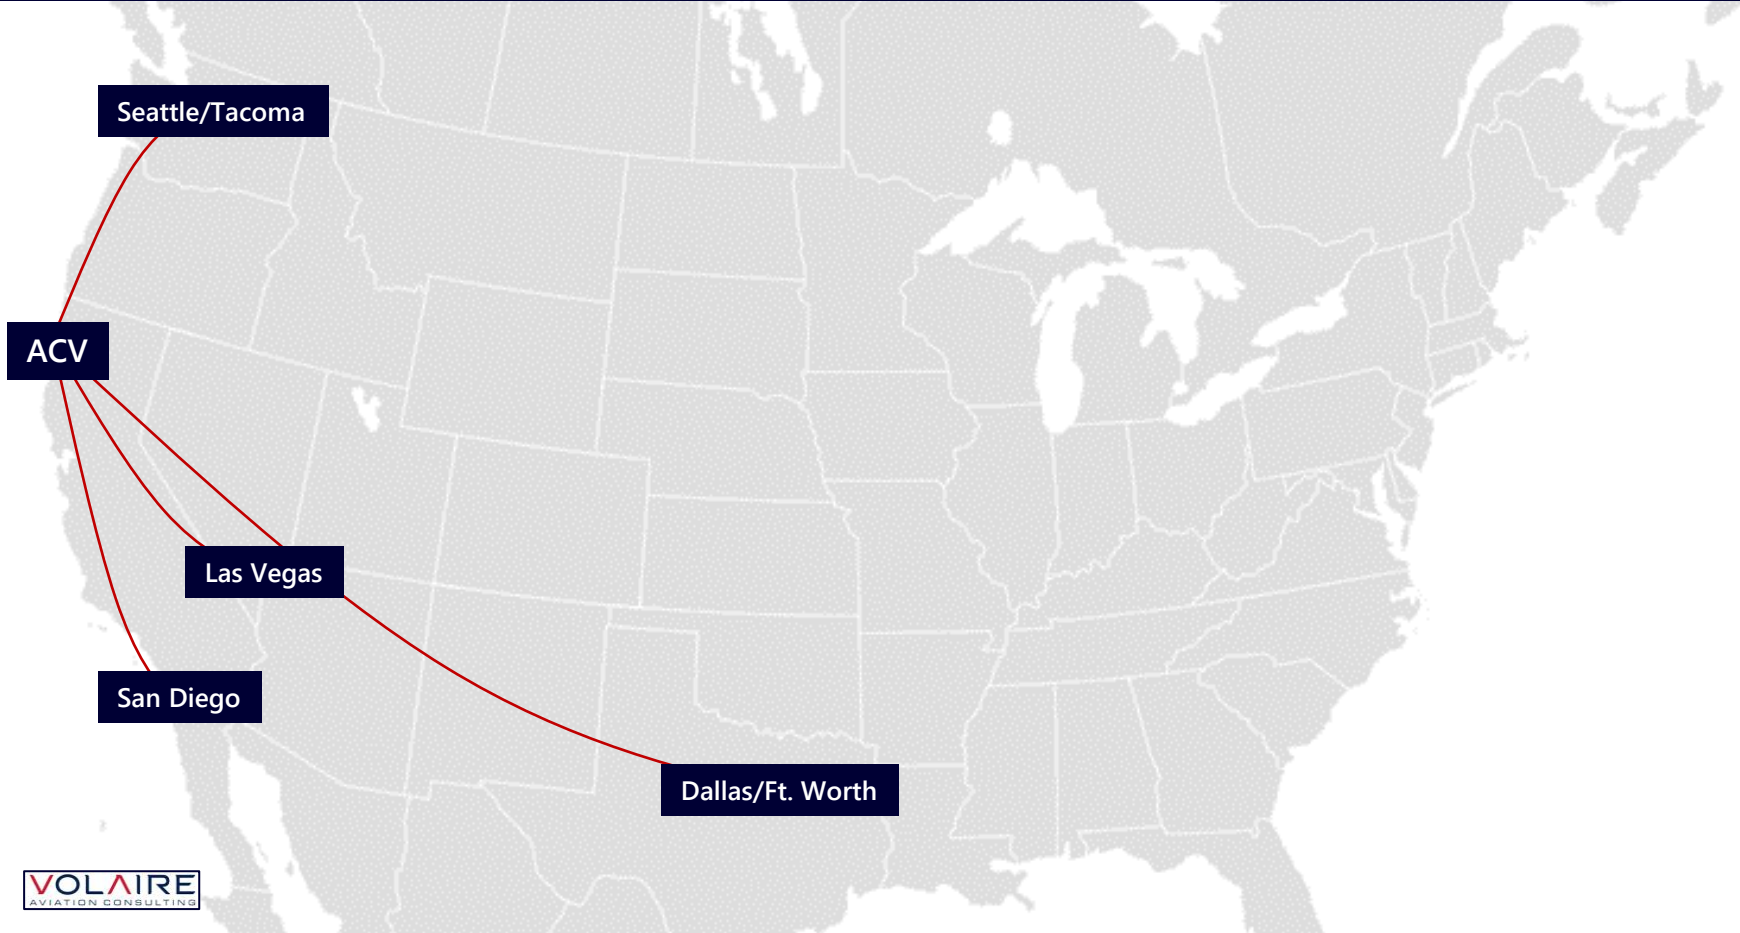 Seattle/Tacoma
ACV
Las Vegas
San Diego
Dallas/Ft. Worth
VOLAIRE
AVIATION CONSULTING